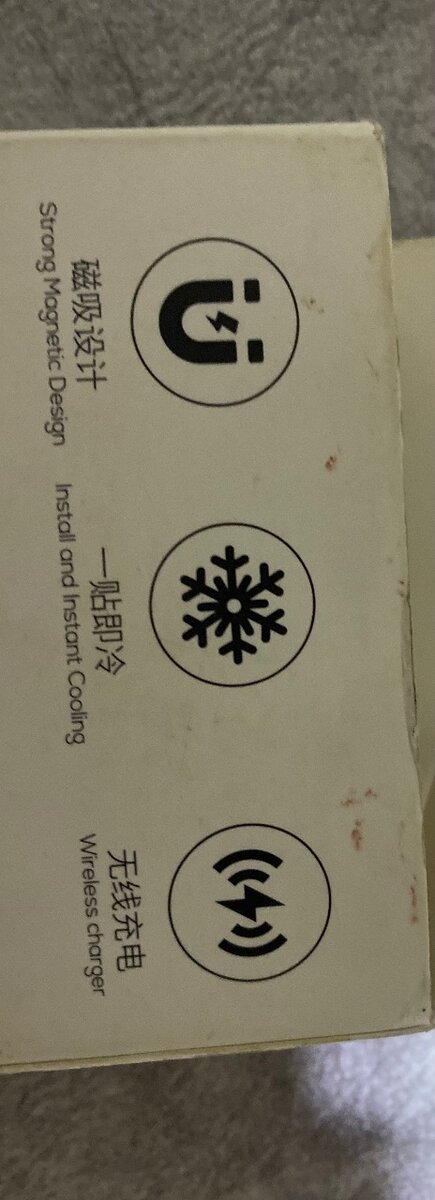 磁吸设计
Strong Magnetic Design
一贴即冷
Install and Instant Cooling
无线充电
Wireless charger